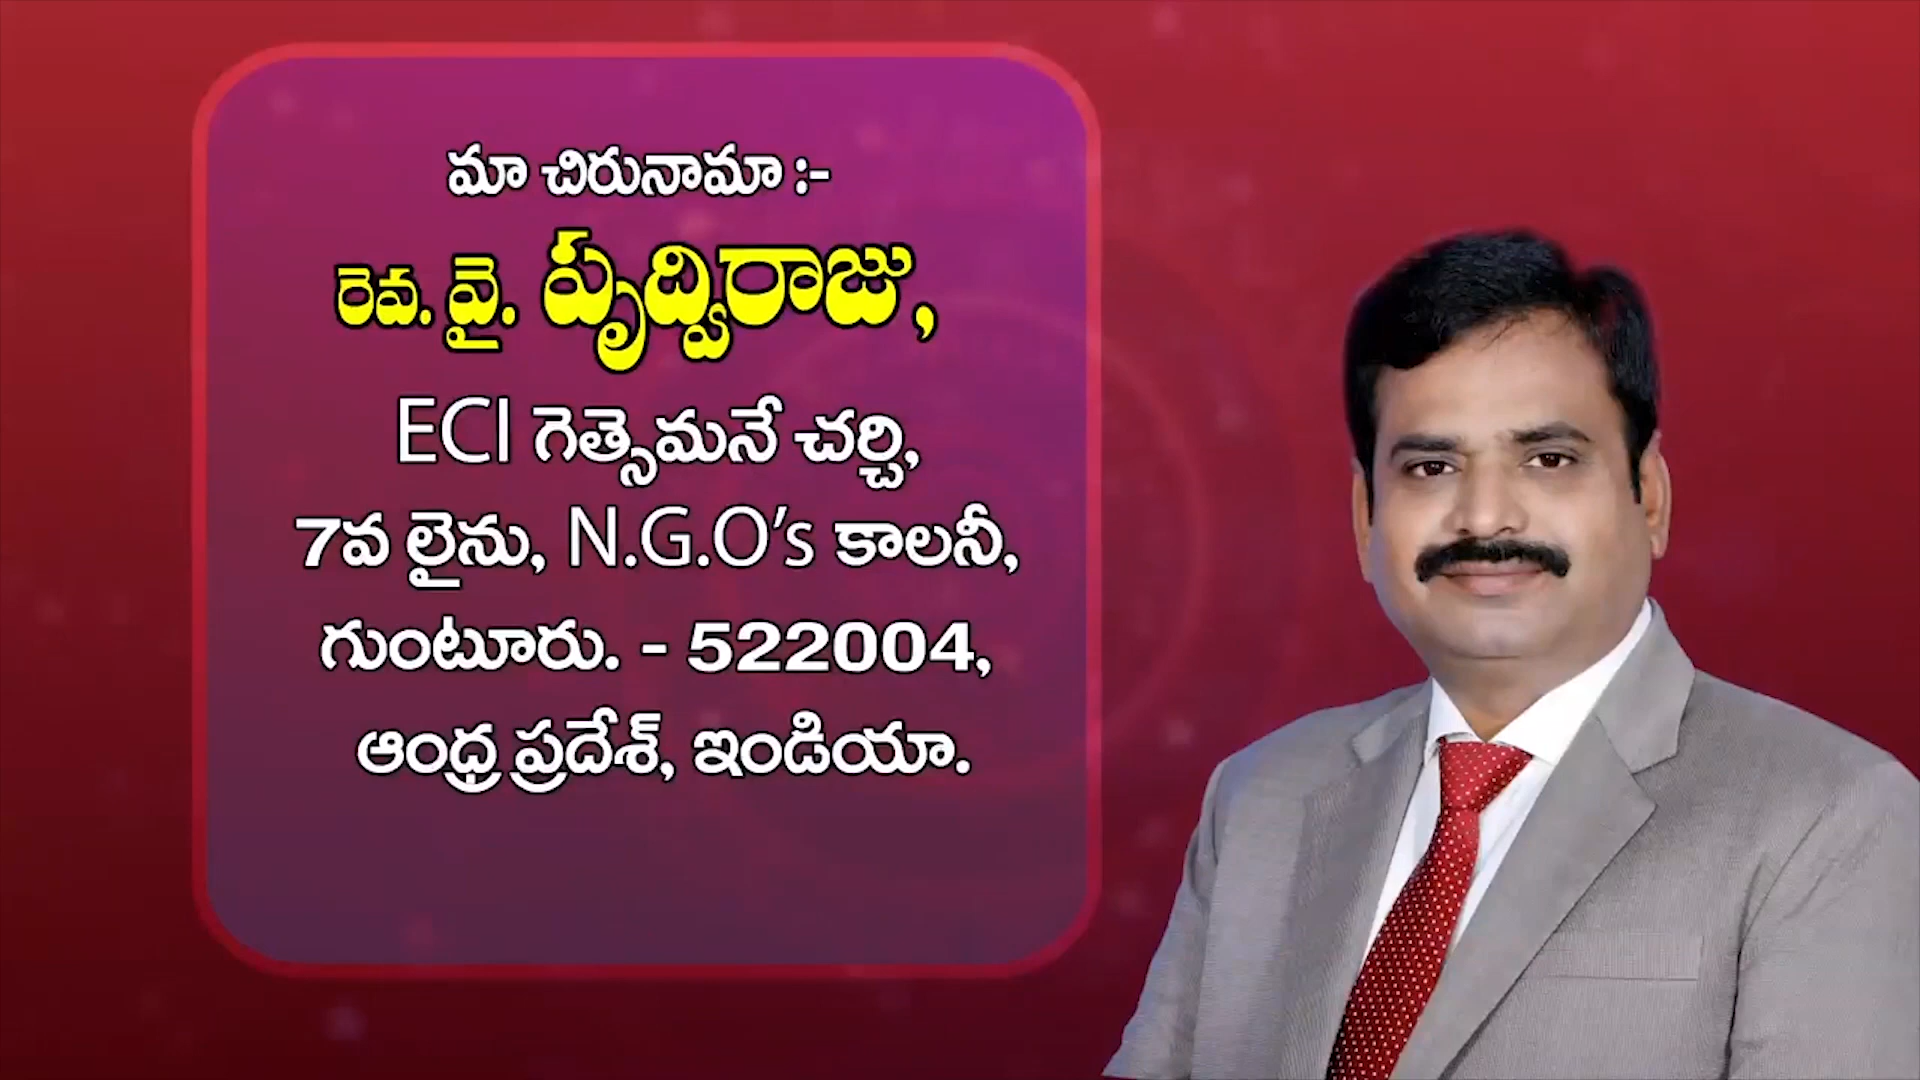 మా చిరునామా :-
రెవ. వై. పృద్విరాజు,
ECI గెత్సెమనే చర్చి,
7వ లైను, N.G.O's కాలనీ,
గుంటూరు. - 522004,
ఆంధ్ర ప్రదేశ్, ఇండియా.